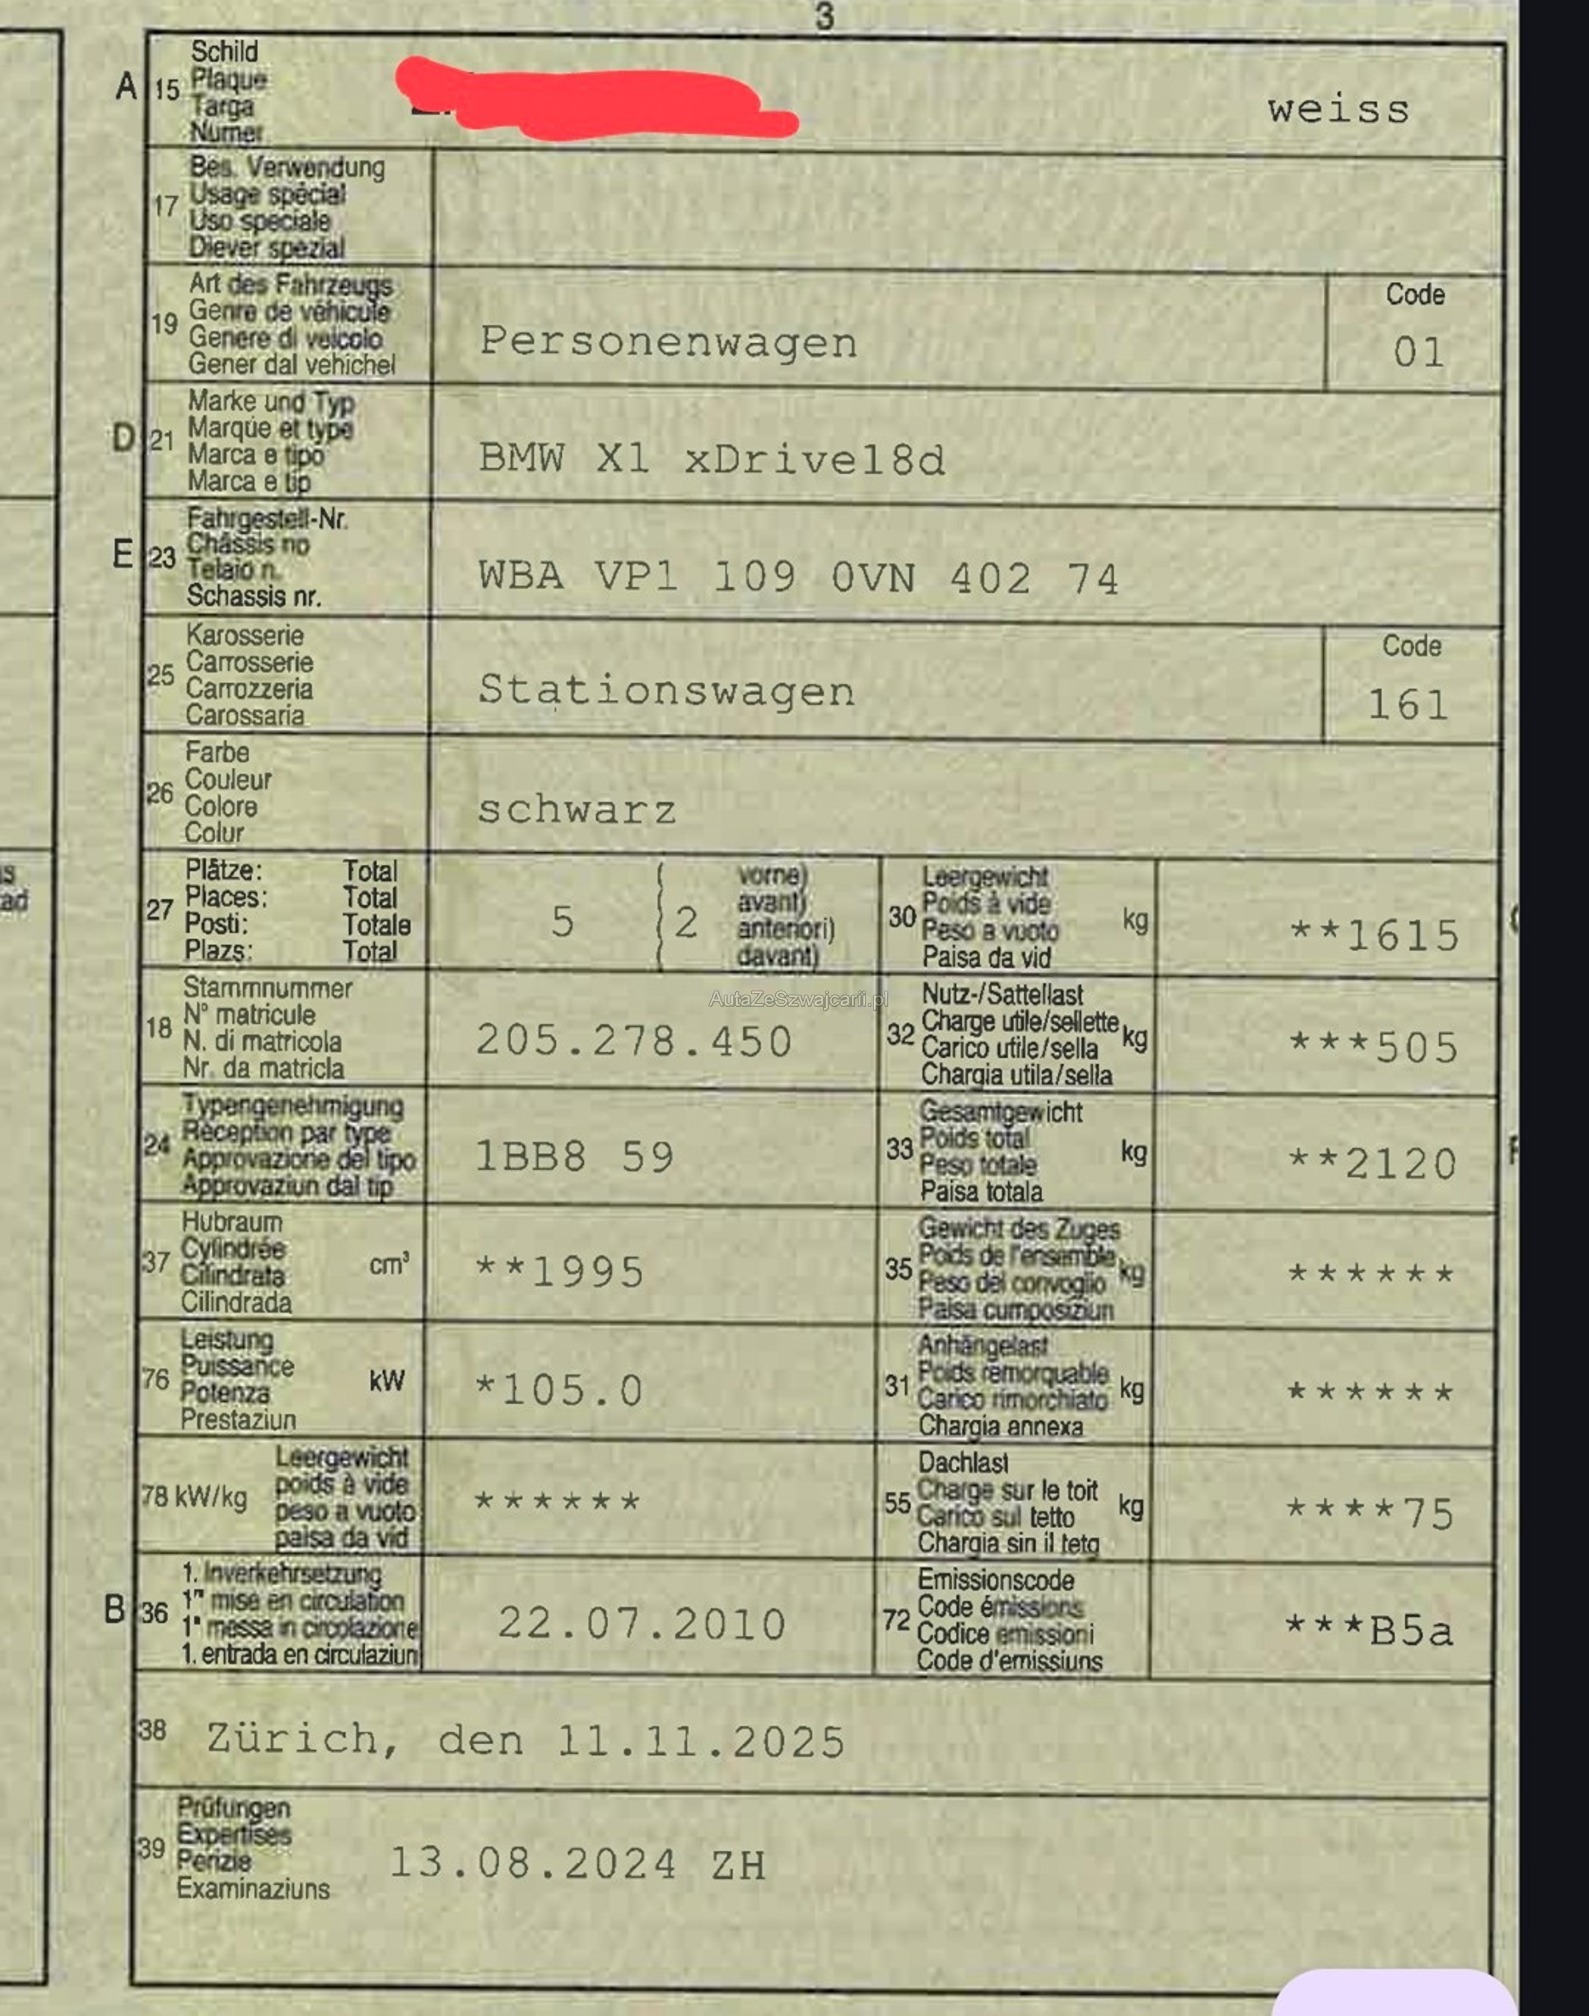 3
A 15 Schild
Plaque
Targa
Numer
weiss
17 Bes. Verwendung
Usage spécial
Uso speciale
Diever spezial
19 Art des Fahrzeugs
Genre de véhicule
Genere di veicolo
Gener dal vehichel
Personenwagen
Code
01
D 21 Marke und Typ
Marque et type
Marca e tipo
Marca e tip
BMW X1 xDrive18d
E 23 Fahrgestell-Nr.
Châssis no
Telaio n.
Schassis nr.
WBA VP1 109 0VN 402 74
25 Karosserie
Carrosserie
Carrozzeria
Carossaria
Stationswagen
Code
161
26 Farbe
Couleur
Colore
Colur
schwarz
27 Plätze: Total
Places: Total
Posti: Totale
Plazs: Total
5 { 2 vorne)
avant)
anteriori)
davant)
30 Leergewicht
Poids à vide
Peso a vuoto
Paisa da vid
kg **1615
18 Stammnummer
N° matricule
N. di matricola
Nr. da matricla
205.278.450
AutaZeSzwajcarii.pl
32 Nutz-/Sattellast
Charge utile/sellette
Carico utile/sella
Chargia utila/sella
kg ***505
24 Typengenehmigung
Réception par type
Approvazione del tipo
Approvaziun dal tip
1BB8 59
33 Gesamtgewicht
Poids total
Peso totale
Paisa totala
kg **2120
37 Hubraum
Cylindrée
Cilindrata
Cilindrada
cm³ **1995
35 Gewicht des Zuges
Poids de l'ensemble
Peso del convoglio
Paisa cumposiziun
kg ******
76 Leistung
Puissance
Potenza
Prestaziun
kW *105.0
31 Anhängelast
Poids remorquable
Carico rimorchiato
Chargia annexa
kg ******
78 kW/kg Leergewicht
poids à vide
peso a vuoto
paisa da vid
******
55 Dachlast
Charge sur le toit
Carico sul tetto
Chargia sin il tetg
kg ****75
B 36 1. Inverkehrsetzung
1re mise en circulation
1a messa in circolazione
1. entrada en circulaziun
22.07.2010
72 Emissionscode
Code émissions
Codice emissioni
Code d'emissiuns
***B5a
38 Zürich, den 11.11.2025
39 Prüfungen
Expertises
Perizie
Examinaziuns
13.08.2024 ZH